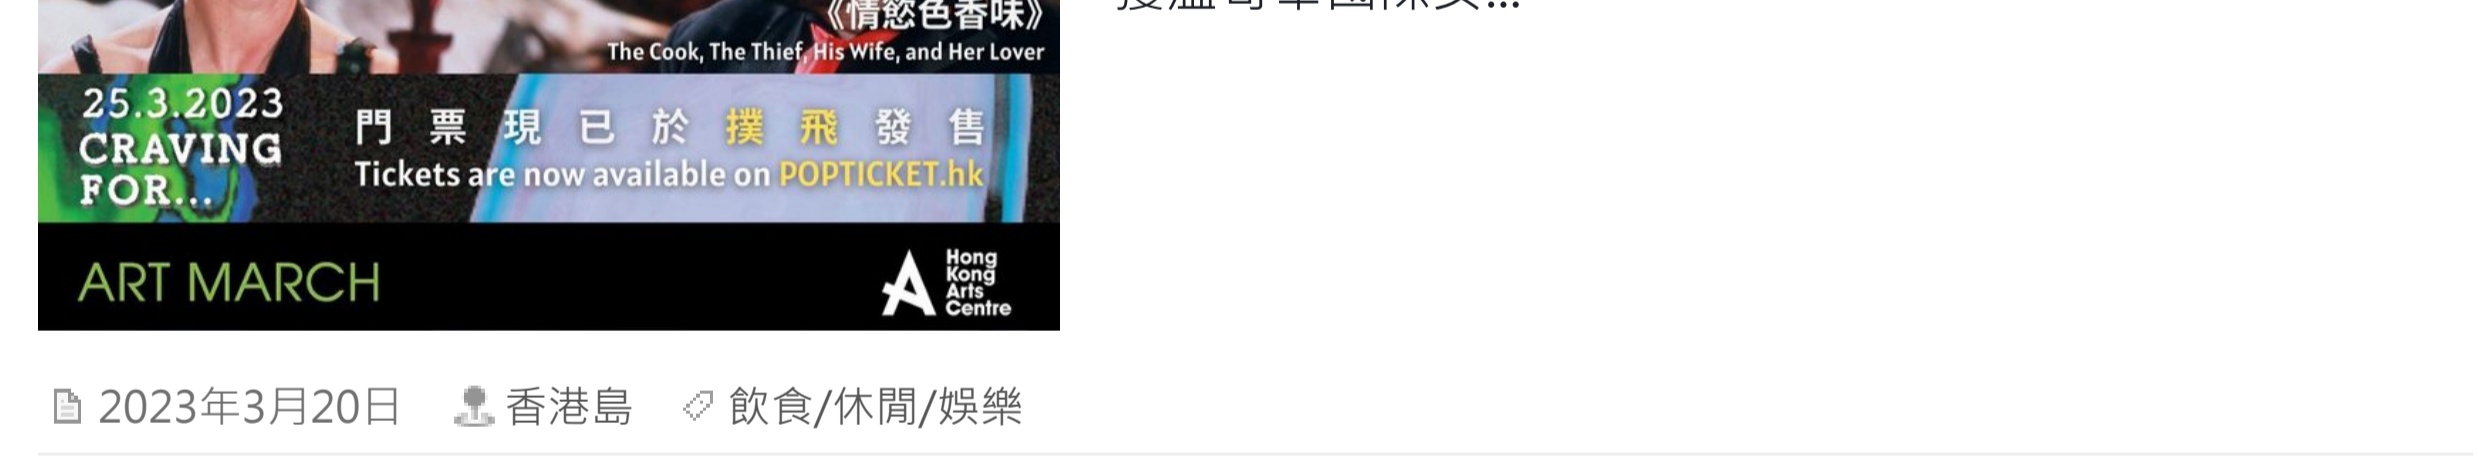 《情慾色香味》
The Cook, The Thief, His Wife, and Her Lover
25.3.2023
CRAVING
FOR...
門票現已於撲飛發售
Tickets are now available on POPTICKET.hk
ART MARCH
Hong
Kong
Arts
Centre
2023年3月20日
香港島
飲食/休閒/娛樂